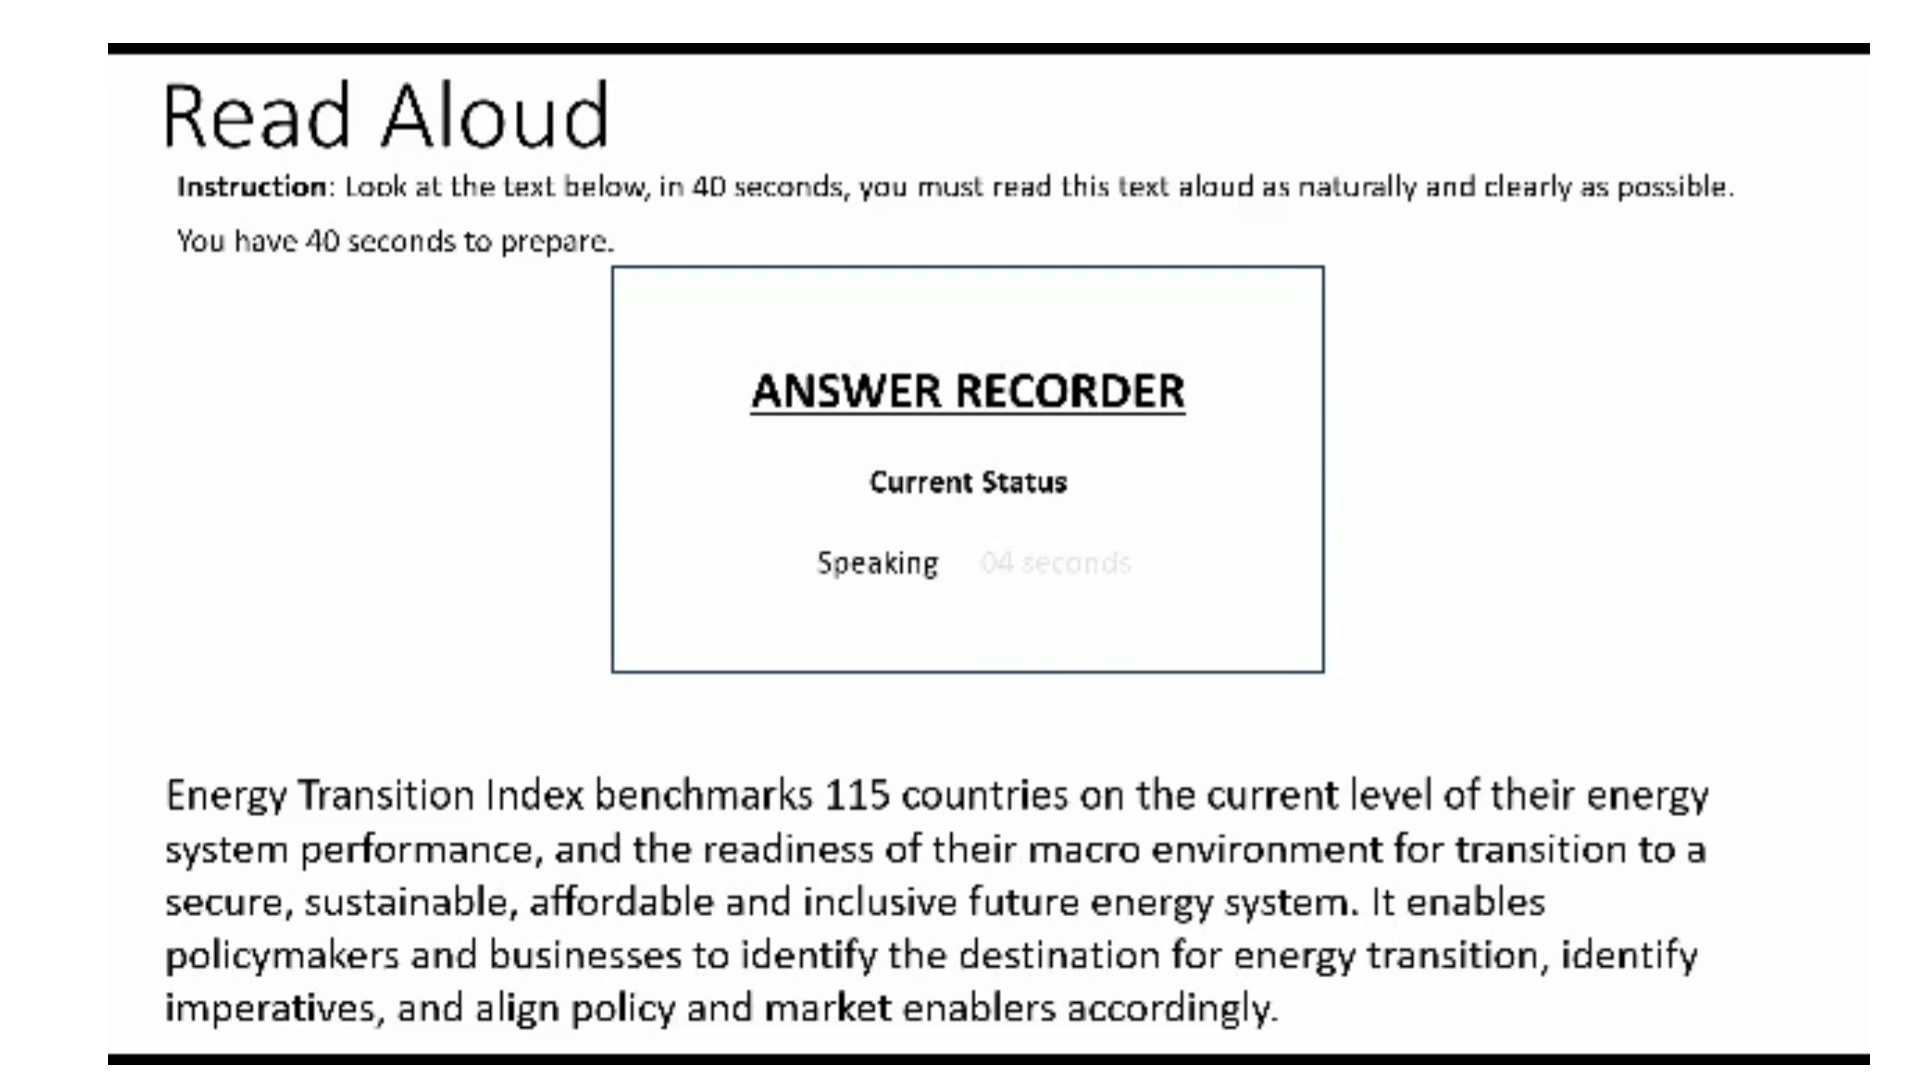 Read Aloud
Instruction: Look at the text below, in 40 seconds, you must read this text aloud as naturally and clearly as possible.
You have 40 seconds to prepare.
ANSWER RECORDER
Current Status
Speaking 04 seconds
Energy Transition Index benchmarks 115 countries on the current level of their energy
system performance, and the readiness of their macro environment for transition to a
secure, sustainable, affordable and inclusive future energy system. It enables
policymakers and businesses to identify the destination for energy transition, identify
imperatives, and align policy and market enablers accordingly.